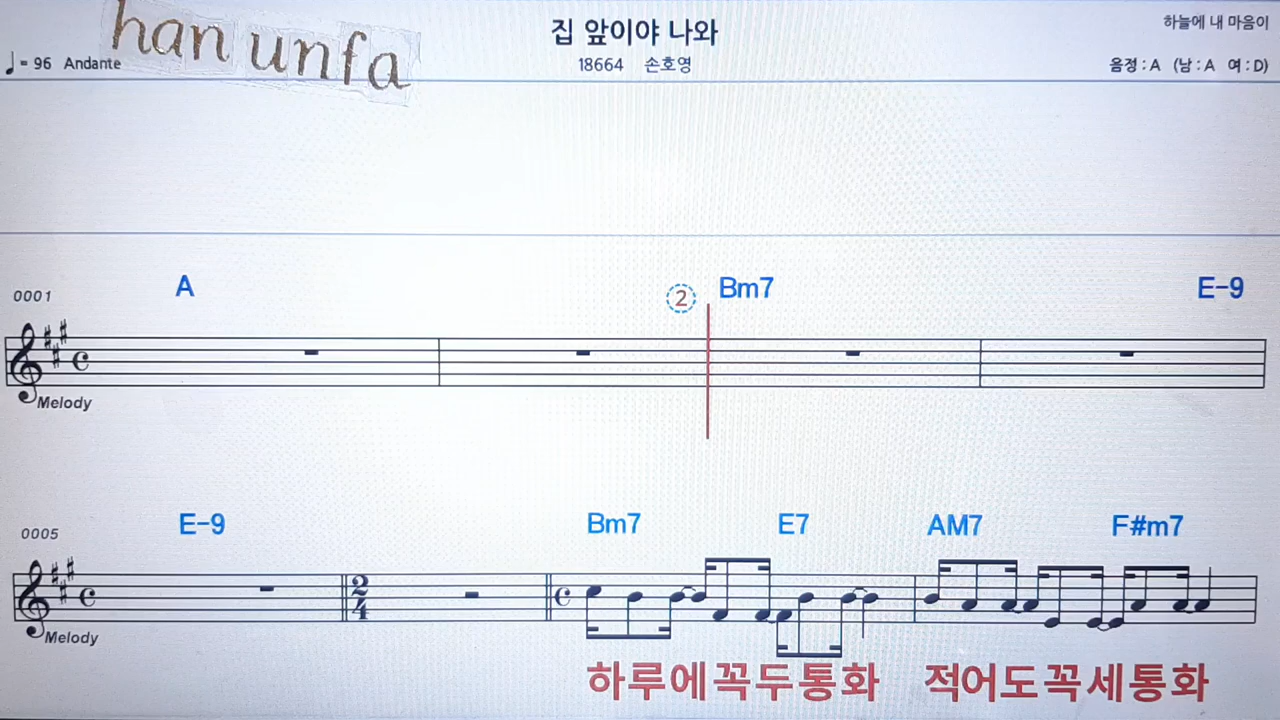 han unfa
집 앞이야 나와
하늘에 내 마음이
♩= 96 Andante
18664 손호영
음정 : A (남 : A 여 : D)
A
② Bm7 E-9
0001
Melody
E-9 Bm7 E7 AM7 F#m7
0005
2/4
Melody
하루에꼭두통화 적어도꼭세통화